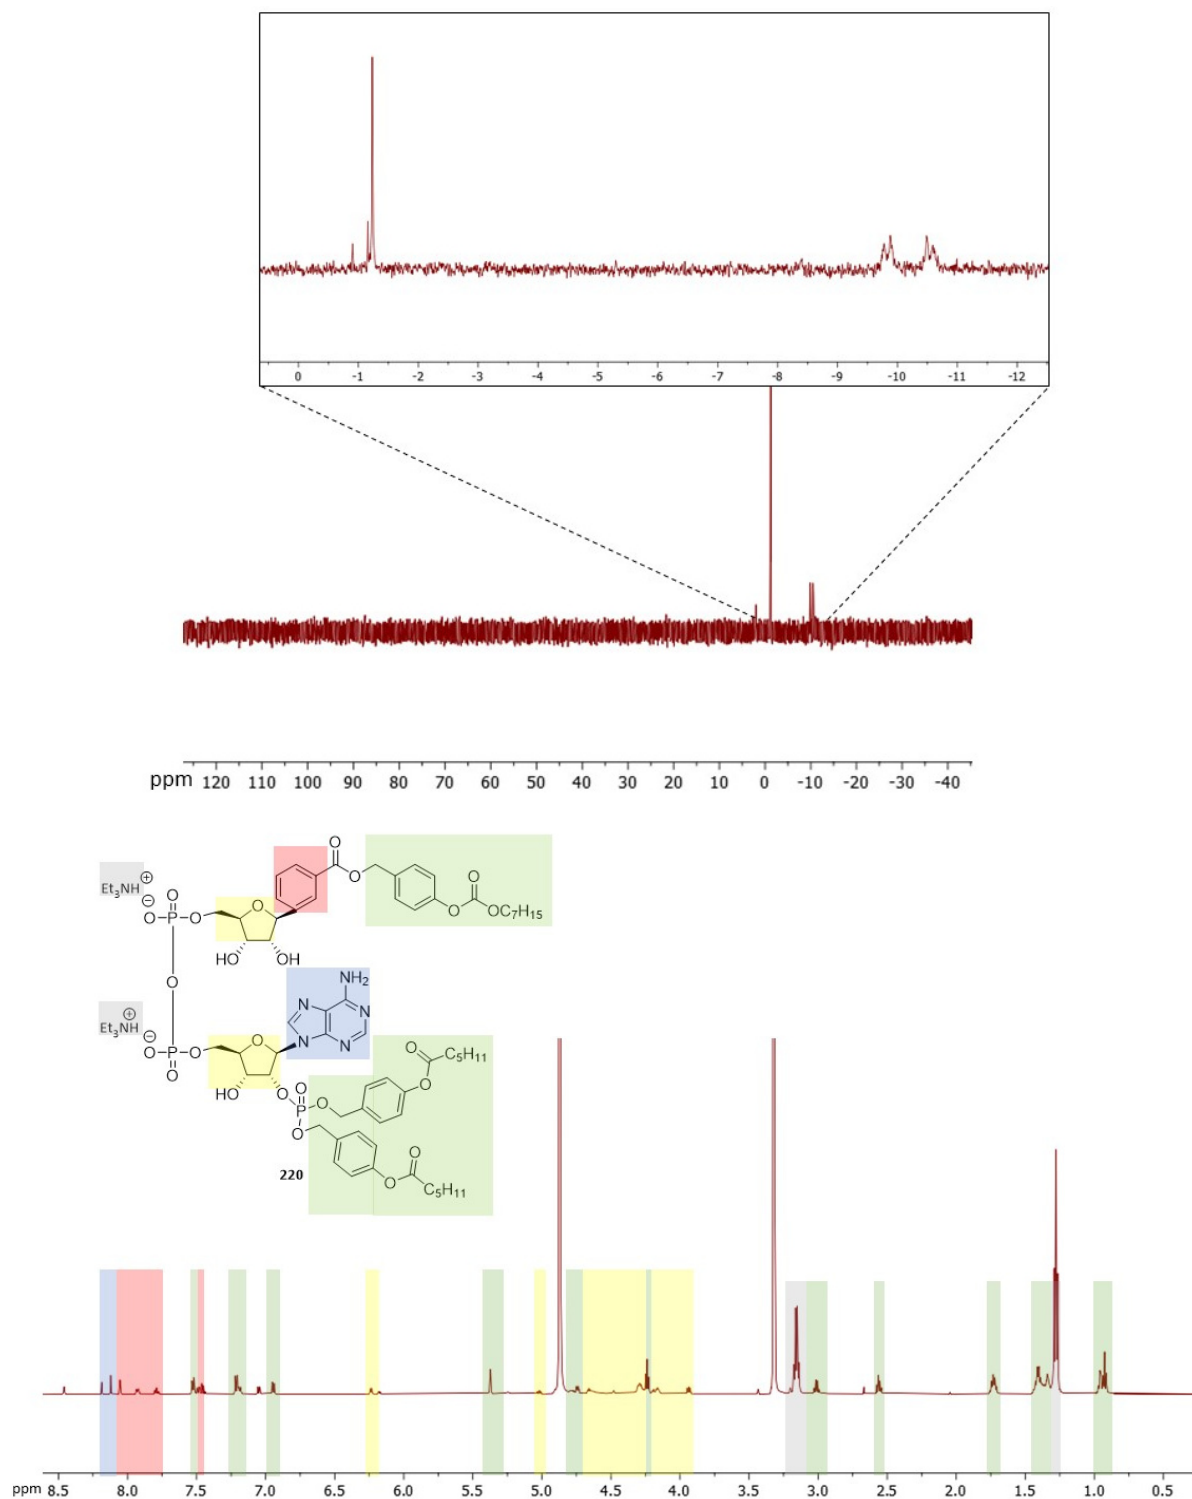 0 -1 -2 -3 -4 -5 -6 -7 -8 -9 -10 -11 -12
ppm 120 110 100 90 80 70 60 50 40 30 20 10 0 -10 -20 -30 -40
O
O
Et₃NH ⊕
O
O
⊖
O-P-O
O
O
OC₇H₁₅
HO
OH
NH₂
O
N
N
Et₃NH ⊕
O
O
O
⊖
N
N
C₅H₁₁
O-P-O
O
O
O
HO
O
P
O
O
O
O
C₅H₁₁
220
ppm 8.5 8.0 7.5 7.0 6.5 6.0 5.5 5.0 4.5 4.0 3.5 3.0 2.5 2.0 1.5 1.0 0.5